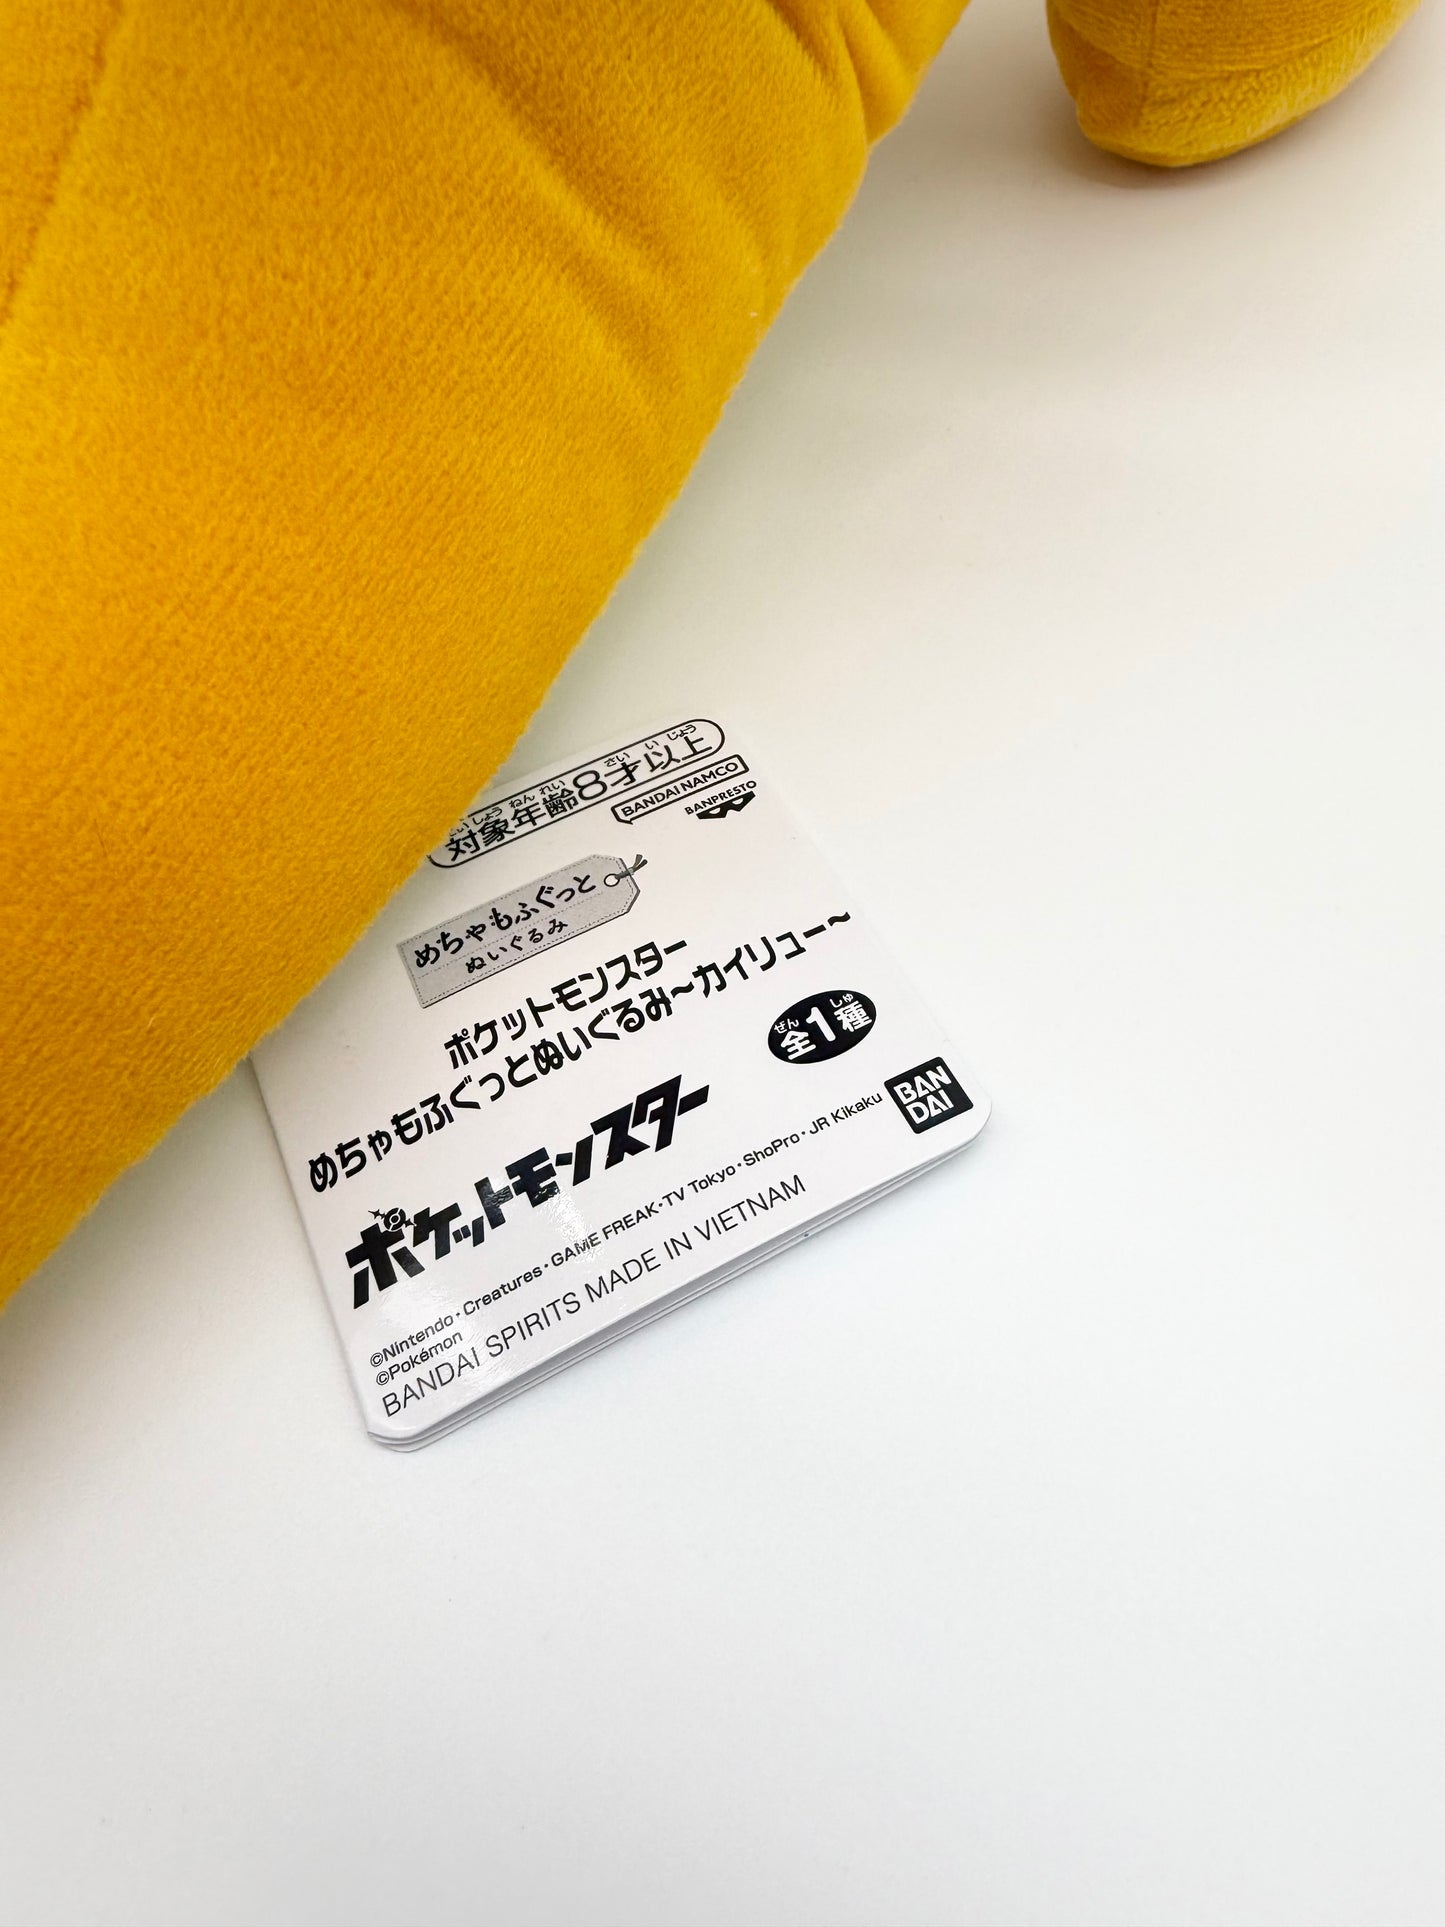 対象年齢8才以上
BANDAI NAMCO
BANPRESTO
めちゃもふぐっと
ぬいぐるみ
ポケットモンスター
めちゃもふぐっとぬいぐるみ～カイリュー～
全1種
ポケットモンスター
BAN
DAI
©Nintendo・Creatures・GAME FREAK・TV Tokyo・ShoPro・JR Kikaku
©Pokémon
BANDAI SPIRITS MADE IN VIETNAM